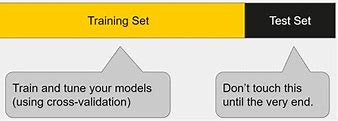 Training Set
Test Set
Train and tune your models
(using cross-validation)
Don't touch this
until the very end.